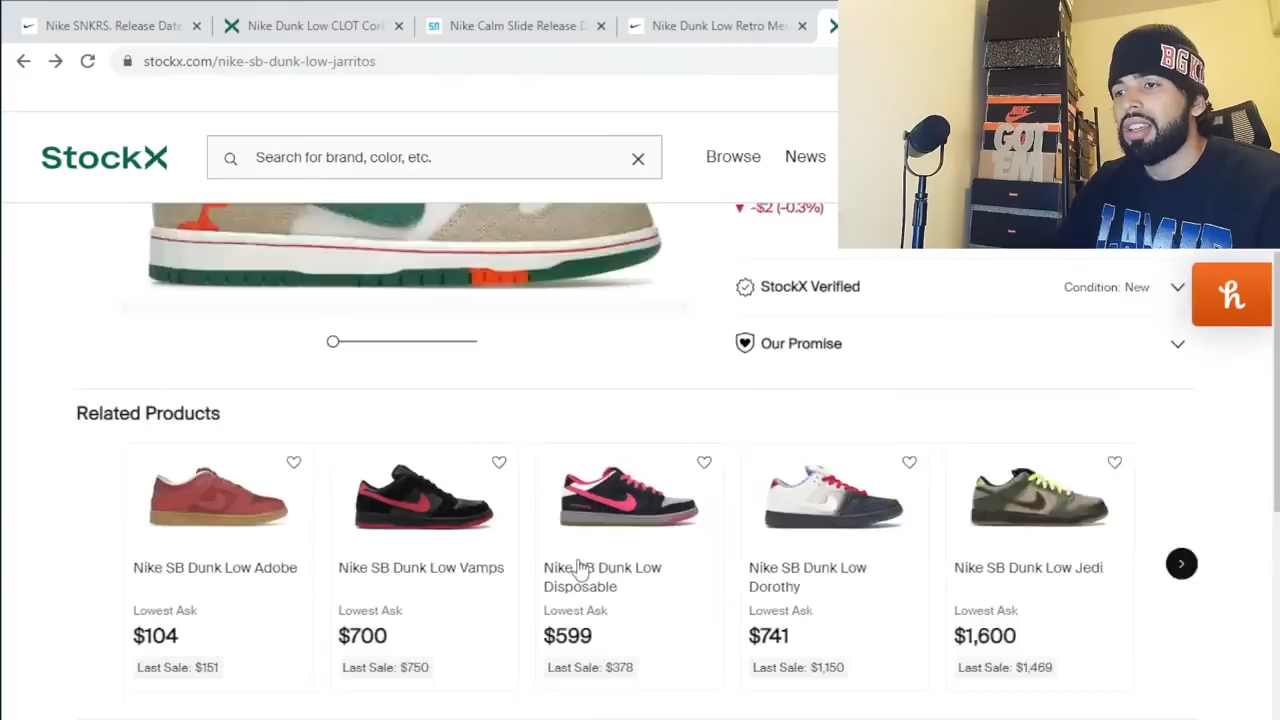 Nike SNKRS. Release Date
Nike Dunk Low CLOT Cork
Nike Calm Slide Release D
Nike Dunk Low Retro Me
stockx.com/nike-sb-dunk-low-jarritos
StockX
Search for brand, color, etc.
Browse
News
▼ -$2 (-0.3%)
StockX Verified
Condition: New
Our Promise
h
Related Products
Nike SB Dunk Low Adobe
Lowest Ask
$104
Last Sale: $151
Nike SB Dunk Low Vamps
Lowest Ask
$700
Last Sale: $750
Nike SB Dunk Low
Disposable
Lowest Ask
$599
Last Sale: $378
Nike SB Dunk Low
Dorothy
Lowest Ask
$741
Last Sale: $1,150
Nike SB Dunk Low Jedi
Lowest Ask
$1,600
Last Sale: $1,469
NIKE
GOT
'EM